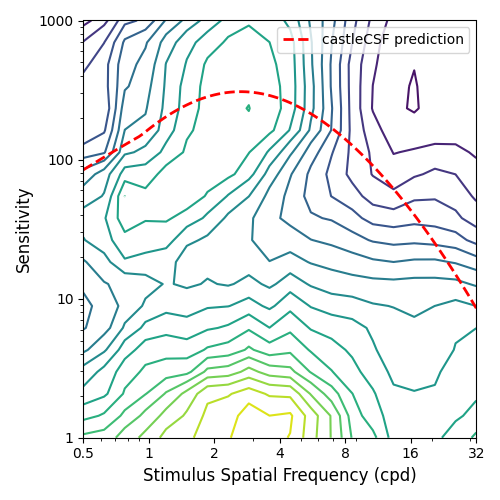 1000
castleCSF prediction
100
10
1
Sensitivity
0.5 1 2 4 8 16 32
Stimulus Spatial Frequency (cpd)